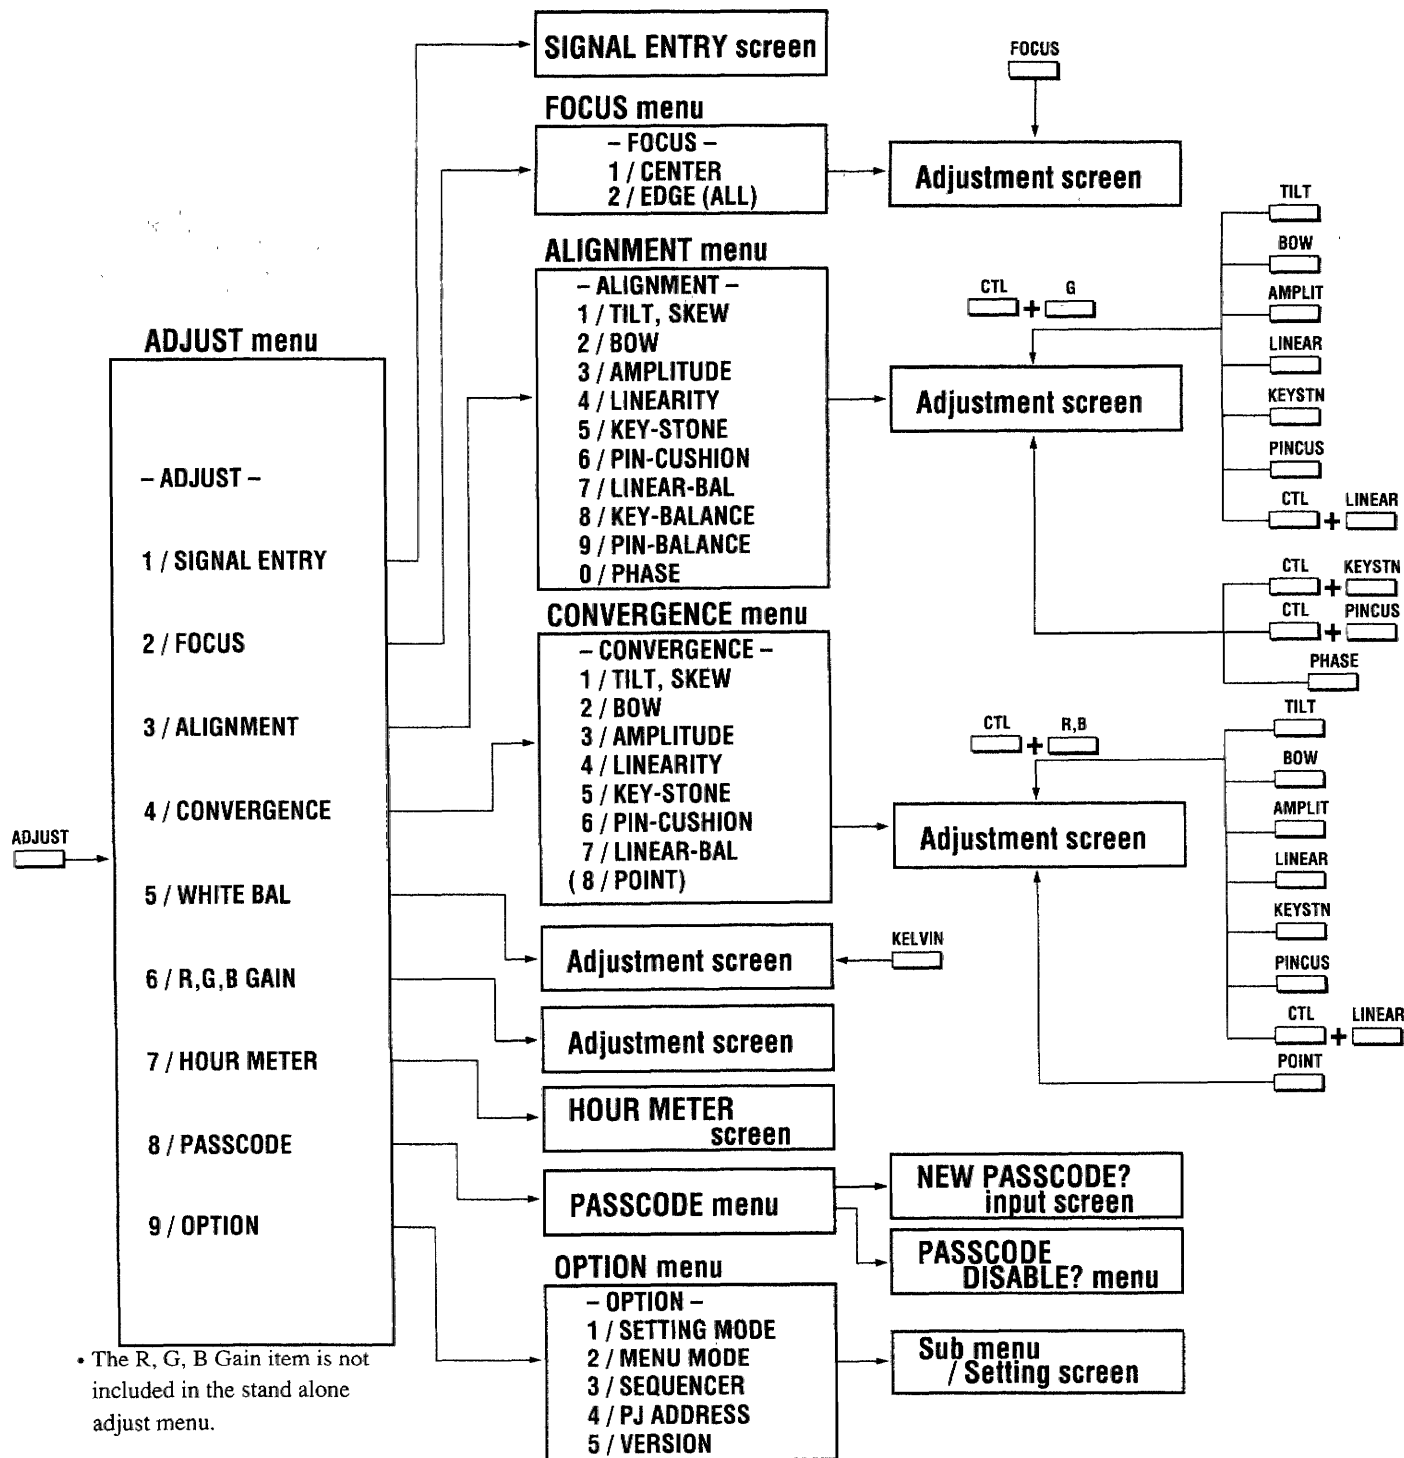 SIGNAL ENTRY screen
FOCUS
FOCUS menu
– FOCUS –
1 / CENTER
2 / EDGE (ALL)
Adjustment screen
ALIGNMENT menu
– ALIGNMENT –
1 / TILT, SKEW
2 / BOW
3 / AMPLITUDE
4 / LINEARITY
5 / KEY-STONE
6 / PIN-CUSHION
7 / LINEAR-BAL
8 / KEY-BALANCE
9 / PIN-BALANCE
0 / PHASE
CTL + G
Adjustment screen
TILT
BOW
AMPLIT
LINEAR
KEYSTN
PINCUS
CTL + LINEAR
CTL + KEYSTN
CTL + PINCUS
PHASE
ADJUST menu
– ADJUST –
1 / SIGNAL ENTRY
2 / FOCUS
3 / ALIGNMENT
4 / CONVERGENCE
ADJUST
5 / WHITE BAL
6 / R,G,B GAIN
7 / HOUR METER
8 / PASSCODE
9 / OPTION
CONVERGENCE menu
– CONVERGENCE –
1 / TILT, SKEW
2 / BOW
3 / AMPLITUDE
4 / LINEARITY
5 / KEY-STONE
6 / PIN-CUSHION
7 / LINEAR-BAL
( 8 / POINT)
CTL + R,B
Adjustment screen
TILT
BOW
AMPLIT
LINEAR
KEYSTN
PINCUS
CTL + LINEAR
POINT
Adjustment screen
KELVIN
Adjustment screen
HOUR METER
screen
PASSCODE menu
NEW PASSCODE?
input screen
PASSCODE
DISABLE? menu
OPTION menu
– OPTION –
1 / SETTING MODE
2 / MENU MODE
3 / SEQUENCER
4 / PJ ADDRESS
5 / VERSION
Sub menu
/ Setting screen
• The R, G, B Gain item is not
included in the stand alone
adjust menu.